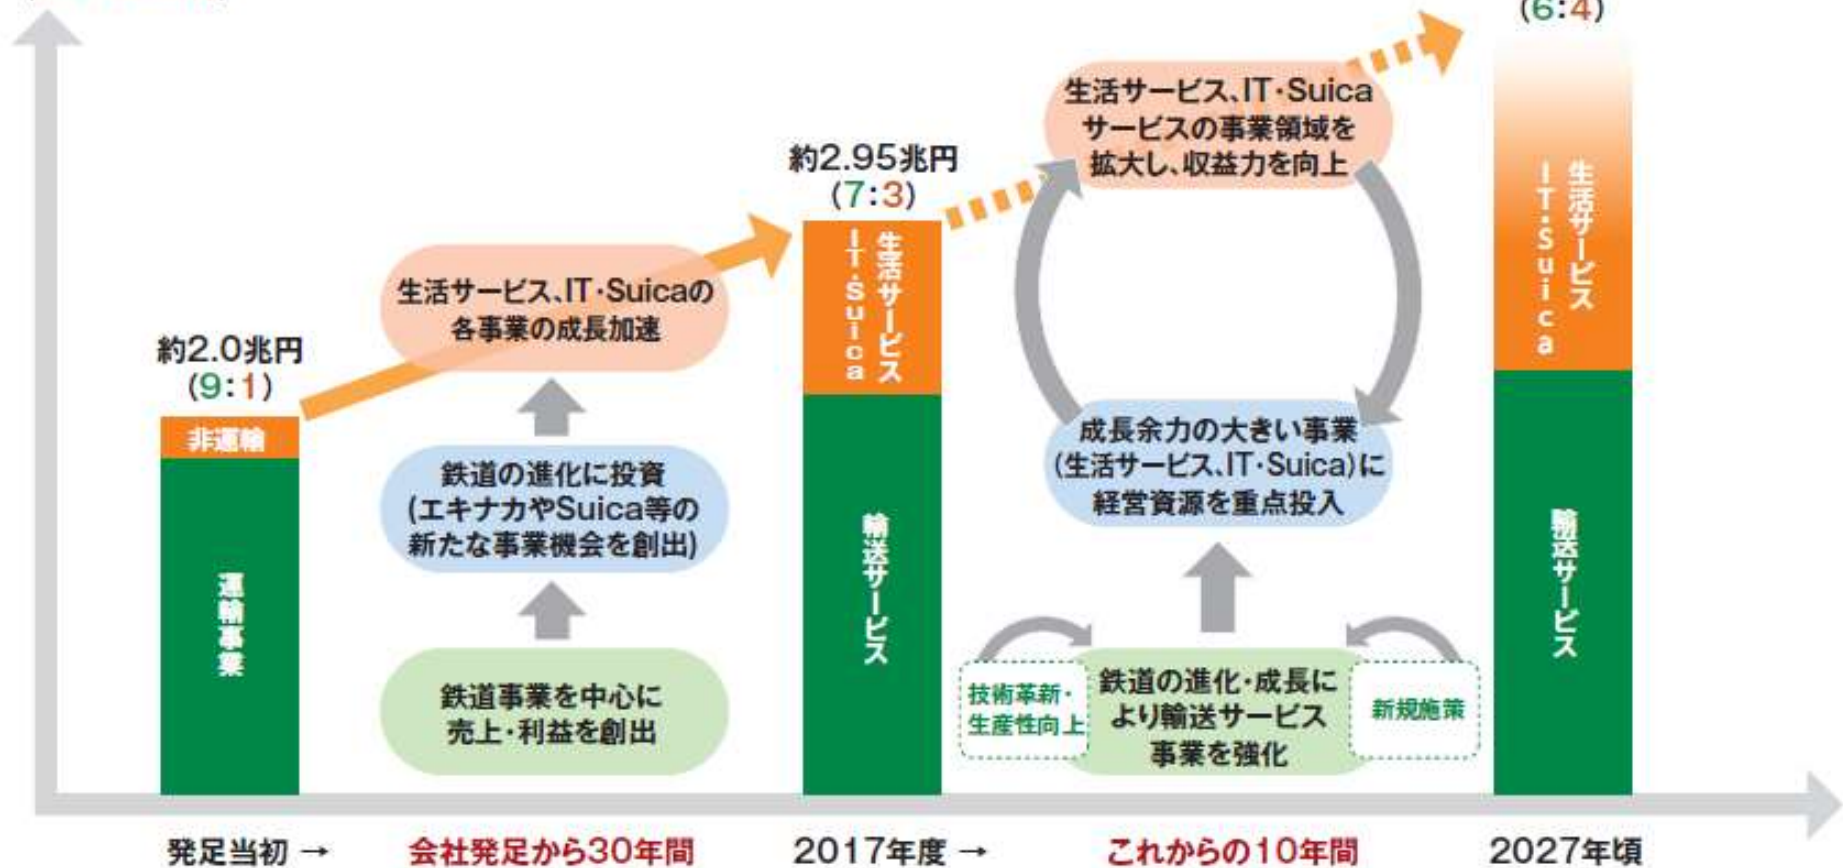 (6:4)
生活サービス、IT・Suica
サービスの事業領域を
拡大し、収益力を向上
約2.95兆円
(7:3)
生活サービス
IT・Suica
生活サービス
IT・Suica
生活サービス、IT・Suicaの
各事業の成長加速
約2.0兆円
(9:1)
非運輸
成長余力の大きい事業
(生活サービス、IT・Suica)に
経営資源を重点投入
鉄道の進化に投資
(エキナカやSuica等の
新たな事業機会を創出)
運輸事業
輸送サービス
輸送サービス
鉄道事業を中心に
売上・利益を創出
技術革新・
生産性向上
鉄道の進化・成長に
より輸送サービス
事業を強化
新規施策
発足当初 →
会社発足から30年間
2017年度 →
これからの10年間
2027年頃